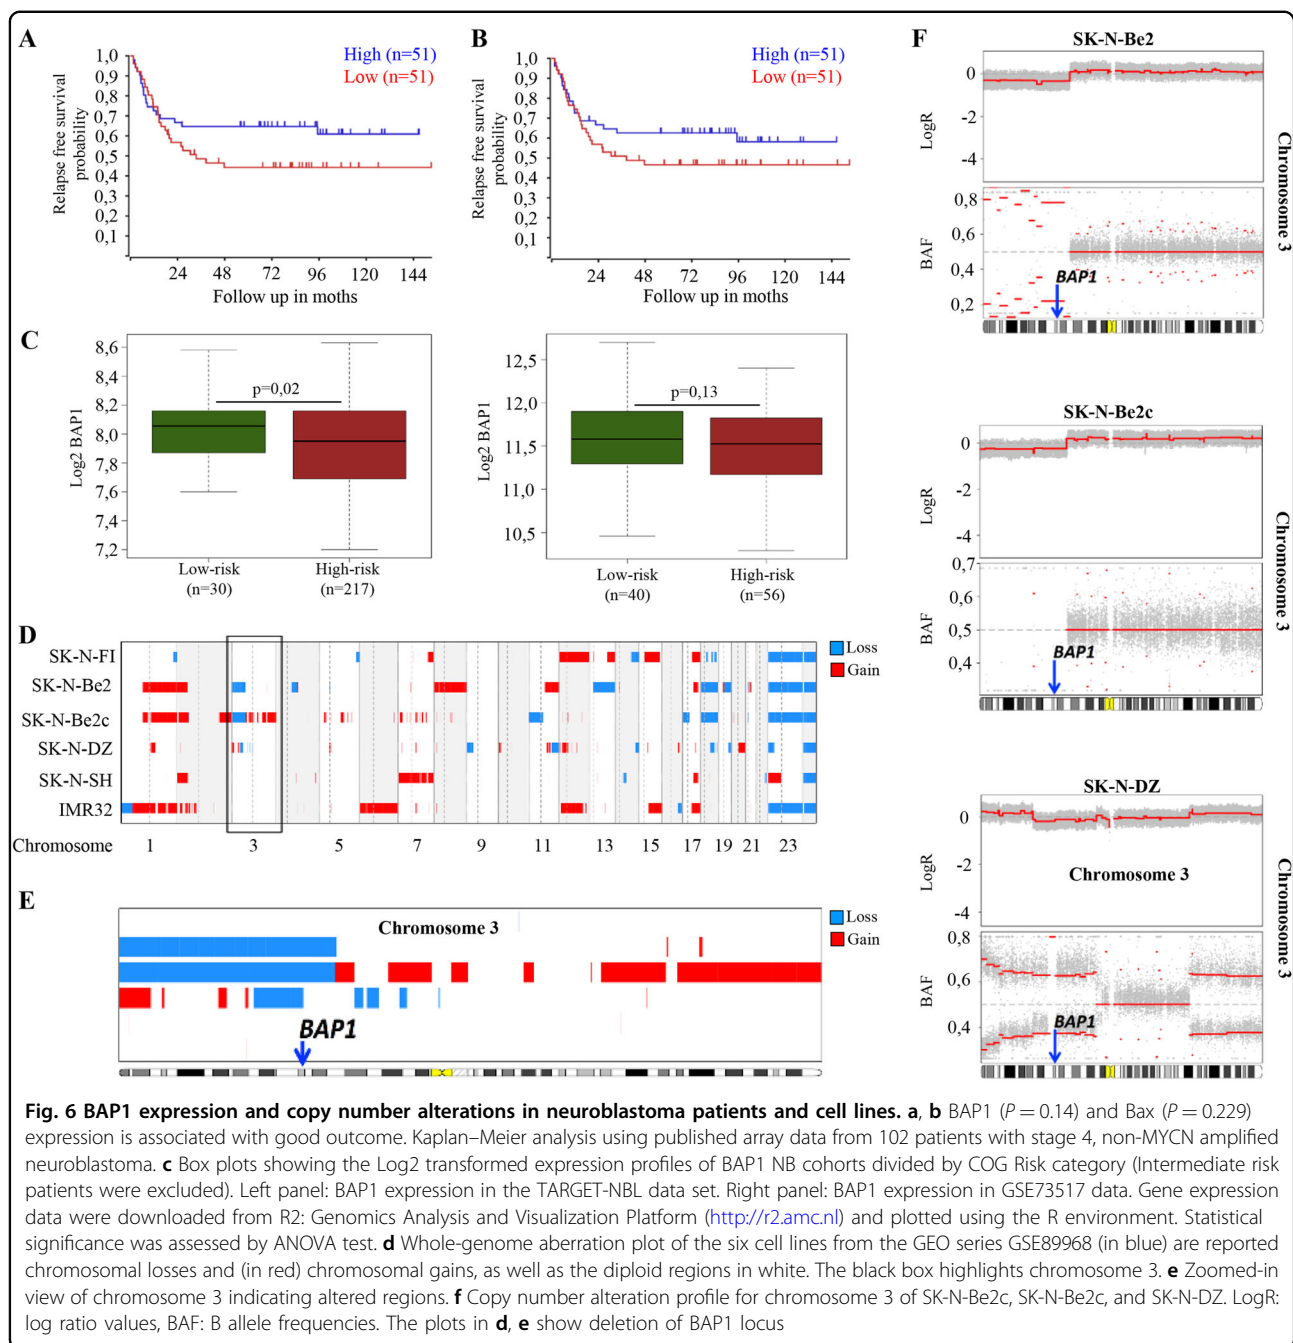 A
High (n=51)
Low (n=51)
1,0
0,9
0,8
0,7
0,6
0,5
0,4
0,3
0,2
0,1
Relapse free survival
probability
24 48 72 96 120 144
Follow up in moths
B
High (n=51)
Low (n=51)
1,0
0,9
0,8
0,7
0,6
0,5
0,4
0,3
0,2
0,1
Relapse free survival
probability
24 48 72 96 120 144
Follow up in moths
C
8,6
8,4
8,2
8,0
7,8
7,6
7,4
7,2
Log2 BAP1
p=0,02
Low-risk
(n=30)
High-risk
(n=217)
12,5
12,0
11,5
11,0
10,5
Log2 BAP1
p=0,13
Low-risk
(n=40)
High-risk
(n=56)
D
SK-N-FI
SK-N-Be2
SK-N-Be2c
SK-N-DZ
SK-N-SH
IMR32
Loss
Gain
Chromosome 1 3 5 7 9 11 13 15 17 19 21 23
E
Chromosome 3
Loss
Gain
BAP1
F
SK-N-Be2
0
-2
-4
LogR
0,8
0,6
0,4
0,2
BAF
BAP1
Chromosome 3
SK-N-Be2c
0
-2
-4
LogR
0,7
0,6
0,5
0,4
BAF
BAP1
Chromosome 3
SK-N-DZ
0
-2
-4
LogR
Chromosome 3
0,8
0,6
0,4
BAF
BAP1
Chromosome 3
Fig. 6 BAP1 expression and copy number alterations in neuroblastoma patients and cell lines. a, b BAP1 (P = 0.14) and Bax (P = 0.229)
expression is associated with good outcome. Kaplan–Meier analysis using published array data from 102 patients with stage 4, non-MYCN amplified
neuroblastoma. c Box plots showing the Log2 transformed expression profiles of BAP1 NB cohorts divided by COG Risk category (Intermediate risk
patients were excluded). Left panel: BAP1 expression in the TARGET-NBL data set. Right panel: BAP1 expression in GSE73517 data. Gene expression
data were downloaded from R2: Genomics Analysis and Visualization Platform (http://r2.amc.nl) and plotted using the R environment. Statistical
significance was assessed by ANOVA test. d Whole-genome aberration plot of the six cell lines from the GEO series GSE89968 (in blue) are reported
chromosomal losses and (in red) chromosomal gains, as well as the diploid regions in white. The black box highlights chromosome 3. e Zoomed-in
view of chromosome 3 indicating altered regions. f Copy number alteration profile for chromosome 3 of SK-N-Be2c, SK-N-Be2c, and SK-N-DZ. LogR:
log ratio values, BAF: B allele frequencies. The plots in d, e show deletion of BAP1 locus